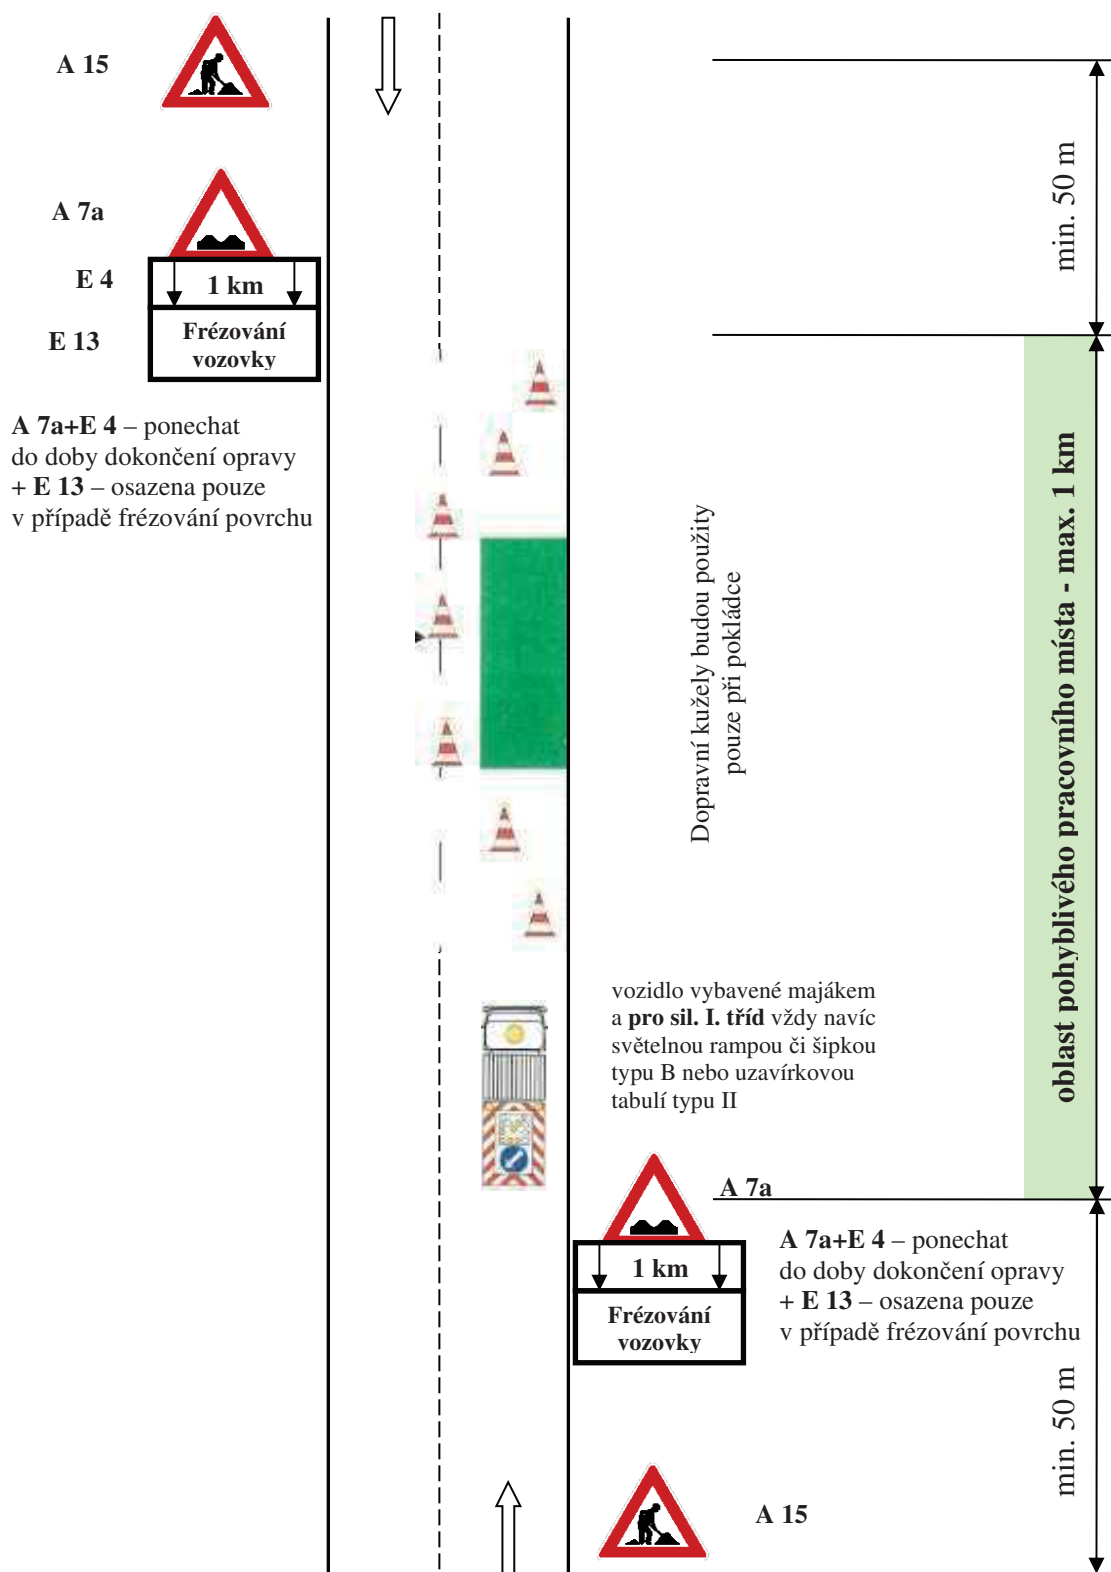 A 15
A 7a
E 4
1 km
E 13
Frézování
vozovky
A 7a+E 4 – ponechat
do doby dokončení opravy
+ E 13 – osazena pouze
v případě frézování povrchu
min. 50 m
Dopravní kužely budou použity
pouze při pokládce
oblast pohyblivého pracovního místa - max. 1 km
vozidlo vybavené majákem
a pro sil. I. tříd vždy navíc
světelnou rampou či šipkou
typu B nebo uzavírkovou
tabulí typu II
A 7a
1 km
Frézování
vozovky
A 7a+E 4 – ponechat
do doby dokončení opravy
+ E 13 – osazena pouze
v případě frézování povrchu
min. 50 m
A 15